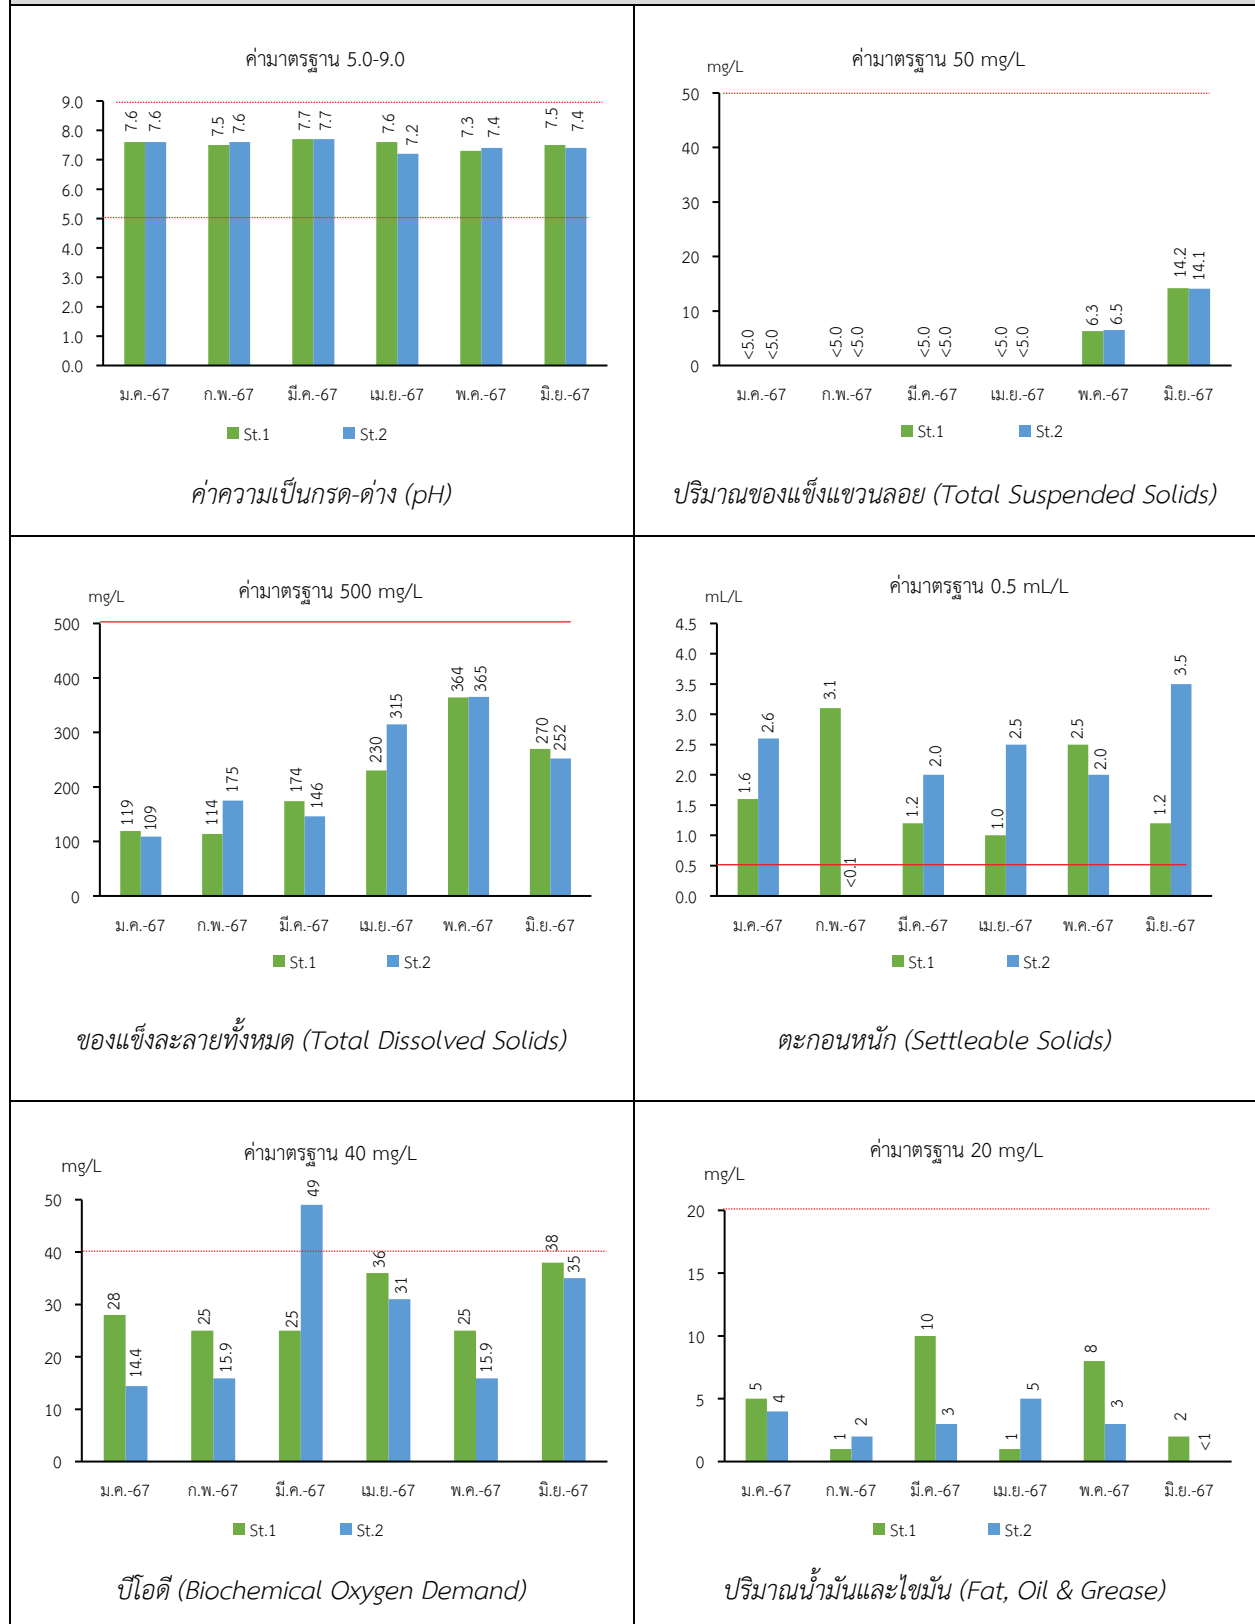 ค่ามาตรฐาน 5.0-9.0
9.0
8.0
7.0
6.0
5.0
4.0
3.0
2.0
1.0
0.0
7.6 7.6 7.5 7.6 7.7 7.7 7.6 7.2 7.3 7.4 7.5 7.4
ม.ค.-67 ก.พ.-67 มี.ค.-67 เม.ย.-67 พ.ค.-67 มิ.ย.-67
St.1 St.2
ค่าความเป็นกรด-ด่าง (pH)
mg/L
ค่ามาตรฐาน 50 mg/L
50
40
30
20
10
0
<5.0 <5.0 <5.0 <5.0 <5.0 <5.0 <5.0 <5.0 6.3 6.5 14.2 14.1
ม.ค.-67 ก.พ.-67 มี.ค.-67 เม.ย.-67 พ.ค.-67 มิ.ย.-67
St.1 St.2
ปริมาณของแข็งแขวนลอย (Total Suspended Solids)
mg/L
ค่ามาตรฐาน 500 mg/L
500
400
300
200
100
0
119 109 114 175 174 146 230 315 364 365 270 252
ม.ค.-67 ก.พ.-67 มี.ค.-67 เม.ย.-67 พ.ค.-67 มิ.ย.-67
St.1 St.2
ของแข็งละลายทั้งหมด (Total Dissolved Solids)
mL/L
ค่ามาตรฐาน 0.5 mL/L
4.5
4.0
3.5
3.0
2.5
2.0
1.5
1.0
0.5
0.0
1.6 2.6 3.1 <0.1 1.2 2.0 1.0 2.5 2.5 2.0 1.2 3.5
ม.ค.-67 ก.พ.-67 มี.ค.-67 เม.ย.-67 พ.ค.-67 มิ.ย.-67
St.1 St.2
ตะกอนหนัก (Settleable Solids)
mg/L
ค่ามาตรฐาน 40 mg/L
50
40
30
20
10
0
28 14.4 25 15.9 25 49 36 31 25 15.9 38 35
ม.ค.-67 ก.พ.-67 มี.ค.-67 เม.ย.-67 พ.ค.-67 มิ.ย.-67
St.1 St.2
บีโอดี (Biochemical Oxygen Demand)
mg/L
ค่ามาตรฐาน 20 mg/L
20
15
10
5
0
5 4 1 2 10 3 1 5 8 3 2 <1
ม.ค.-67 ก.พ.-67 มี.ค.-67 เม.ย.-67 พ.ค.-67 มิ.ย.-67
St.1 St.2
ปริมาณน้ำมันและไขมัน (Fat, Oil & Grease)